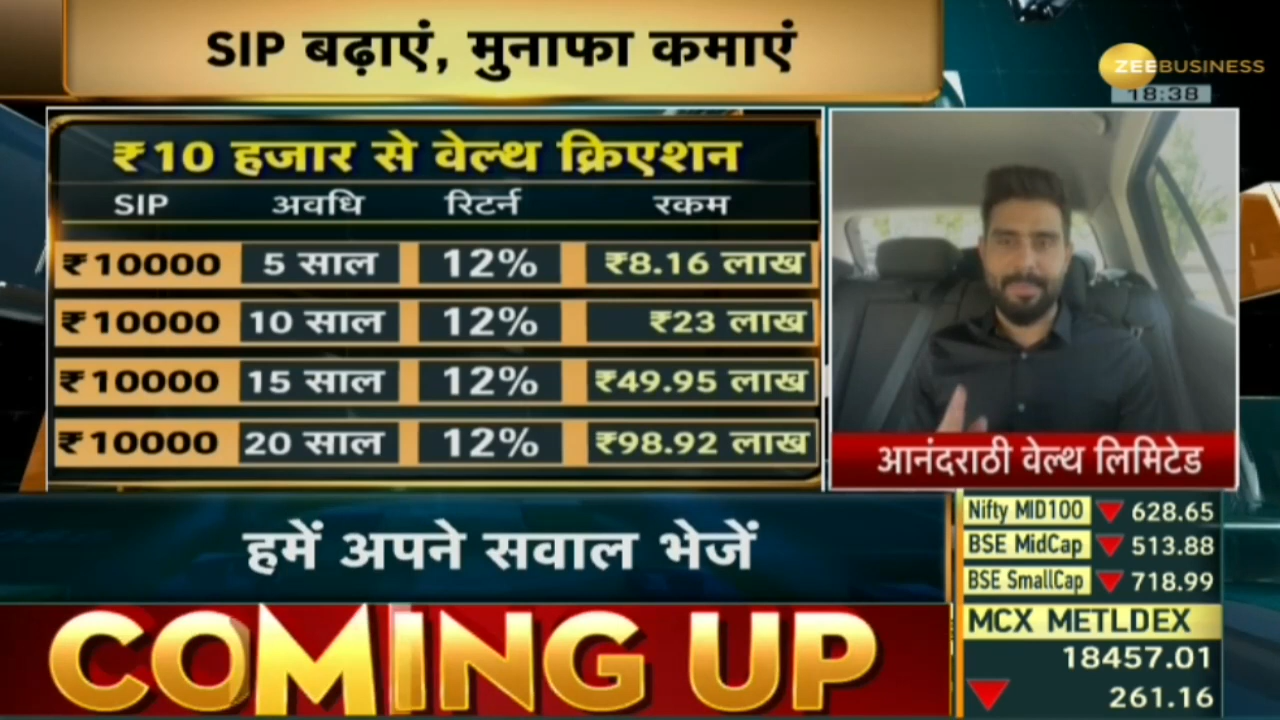 SIP बढ़ाएं, मुनाफा कमाएं
ZEEBUSINESS
18:38
₹10 हजार से वेल्थ क्रिएशन
SIP अवधि रिटर्न रकम
₹10000 5 साल 12% ₹8.16 लाख
₹10000 10 साल 12% ₹23 लाख
₹10000 15 साल 12% ₹49.95 लाख
₹10000 20 साल 12% ₹98.92 लाख
आनंदराठी वेल्थ लिमिटेड
हमें अपने सवाल भेजें
COMING UP
Nifty MID100 ▼ 628.65
BSE MidCap ▼ 513.88
BSE SmallCap ▼ 718.99
MCX METLDEX
18457.01
▼ 261.16